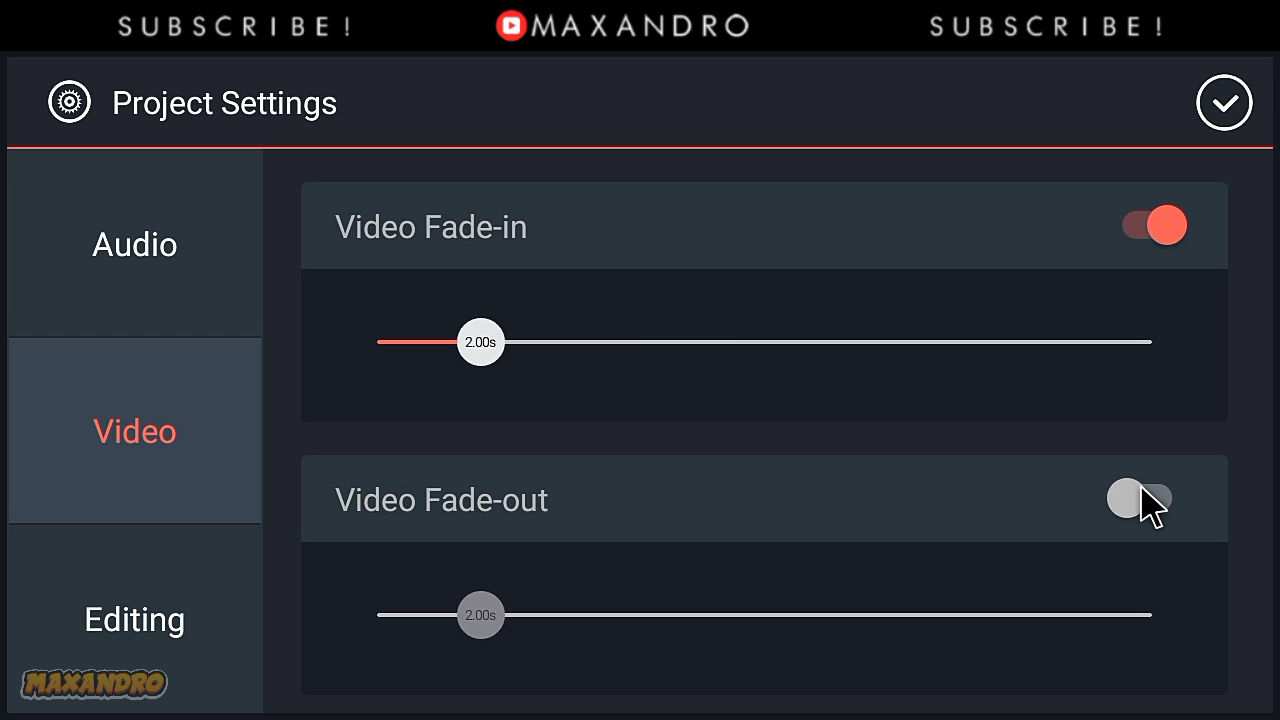 SUBSCRIBE! MAXANDRO SUBSCRIBE!
Project Settings
Audio
Video
Editing
Video Fade-in
2.00s
Video Fade-out
2.00s
MAXANDRO